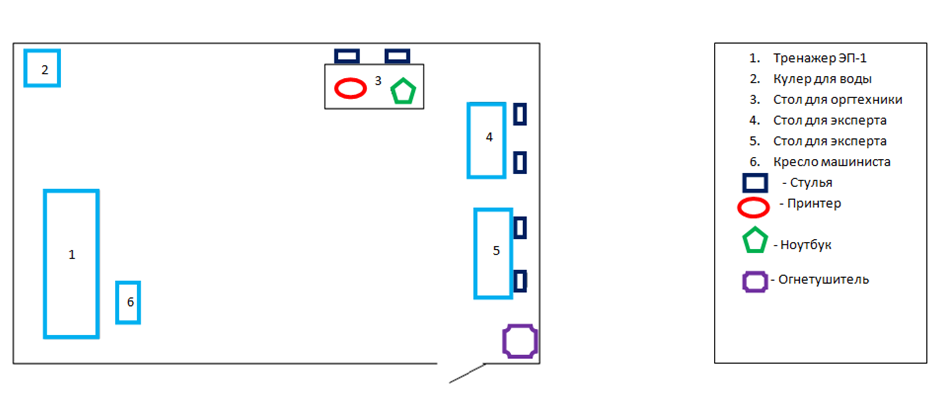 2
3
4
5
1
6
1. Тренажер ЭП-1
2. Кулер для воды
3. Стол для оргтехники
4. Стол для эксперта
5. Стол для эксперта
6. Кресло машиниста
- Стулья
- Принтер
- Ноутбук
- Огнетушитель